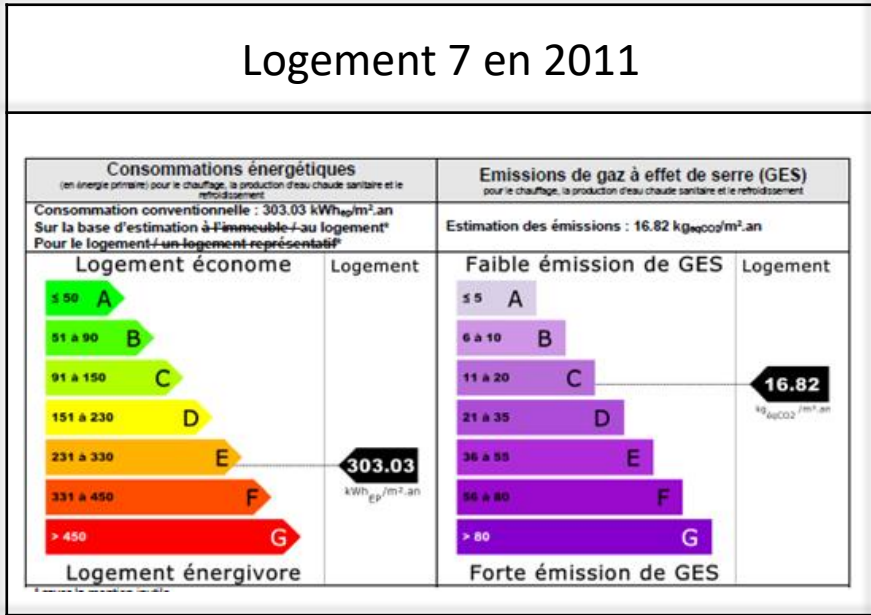 Logement 7 en 2011
Consommations énergétiques
(en énergie primaire) pour le chauffage, la production d'eau chaude sanitaire et le
refroidissement
Consommation conventionnelle : 303.03 kWhep/m².an
Sur la base d'estimation à l'immeuble / au logement*
Pour le logement / un logement représentatif*
Logement économe
Logement
≤ 50 A
51 à 90 B
91 à 150 C
151 à 230 D
231 à 330 E
303.03
kWhEP/m².an
331 à 450 F
> 450 G
Logement énergivore
Emissions de gaz à effet de serre (GES)
pour le chauffage, la production d'eau chaude sanitaire et le refroidissement
Estimation des émissions : 16.82 kgeqCO2/m².an
Faible émission de GES
Logement
≤ 5 A
6 à 10 B
11 à 20 C
16.82
kgéqCO2/m².an
21 à 35 D
36 à 55 E
56 à 80 F
> 80 G
Forte émission de GES